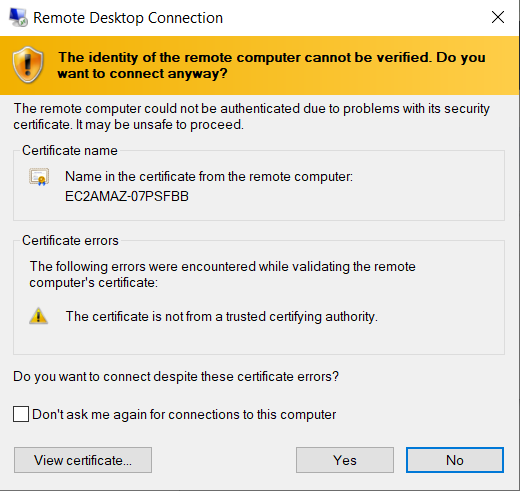 Remote Desktop Connection
The identity of the remote computer cannot be verified. Do you
want to connect anyway?
The remote computer could not be authenticated due to problems with its security
certificate. It may be unsafe to proceed.
Certificate name
Name in the certificate from the remote computer:
EC2AMAZ-07PSFBB
Certificate errors
The following errors were encountered while validating the remote
computer's certificate:
The certificate is not from a trusted certifying authority.
Do you want to connect despite these certificate errors?
Don't ask me again for connections to this computer
View certificate...
Yes
No